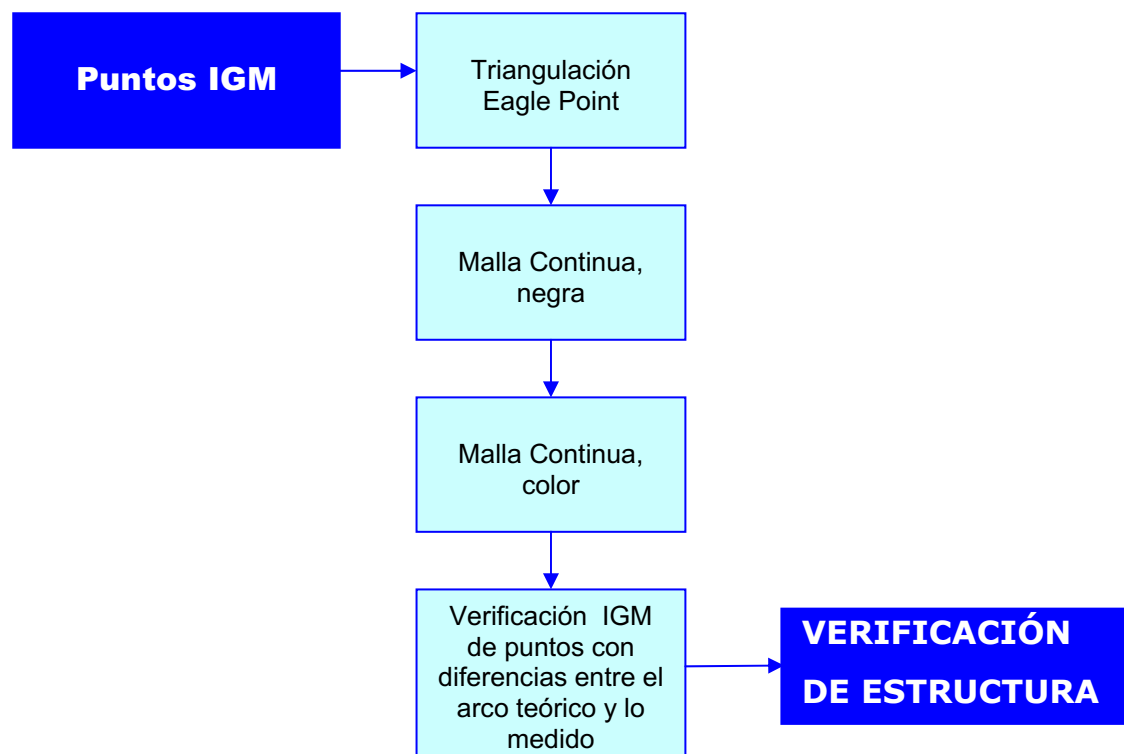 Puntos IGM
Triangulación
Eagle Point
Malla Continua,
negra
Malla Continua,
color
Verificación IGM
de puntos con
diferencias entre el
arco teórico y lo
medido
VERIFICACIÓN
DE ESTRUCTURA